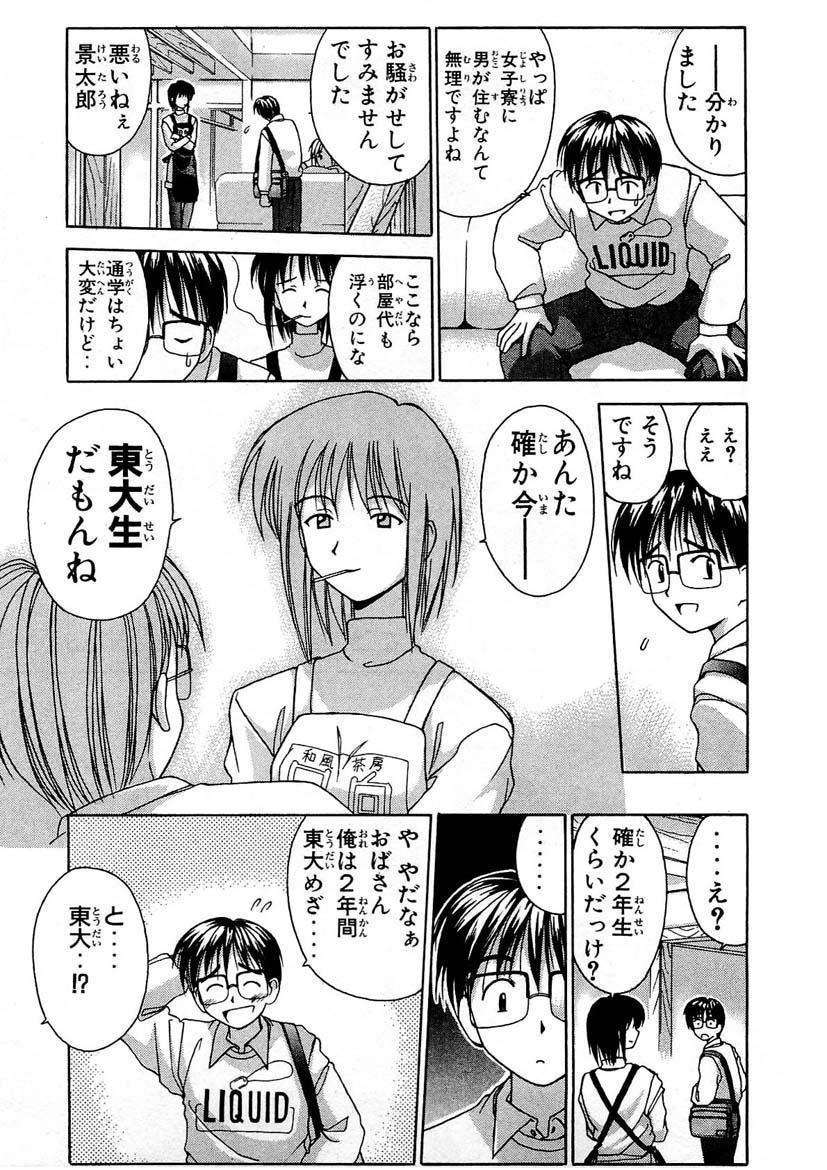 ――分かり
ました
やっぱ
女子寮に
男が住むなんて
無理ですよね
LIQUID
お騒がせして
すみません
でした
悪いねぇ
景太郎
ここなら
部屋代も
浮くのにな
通学はちょい
大変だけど‥
え?
ええ
そう
ですね
あんた
確か今――
東大生
だもんね
和風茶房
‥‥え?
確か2年生
くらいだっけ?
‥‥‥
や やだなぁ
おばさん
俺は2年間
東大めざ‥‥
と‥‥
東大‥!?
LIQUID